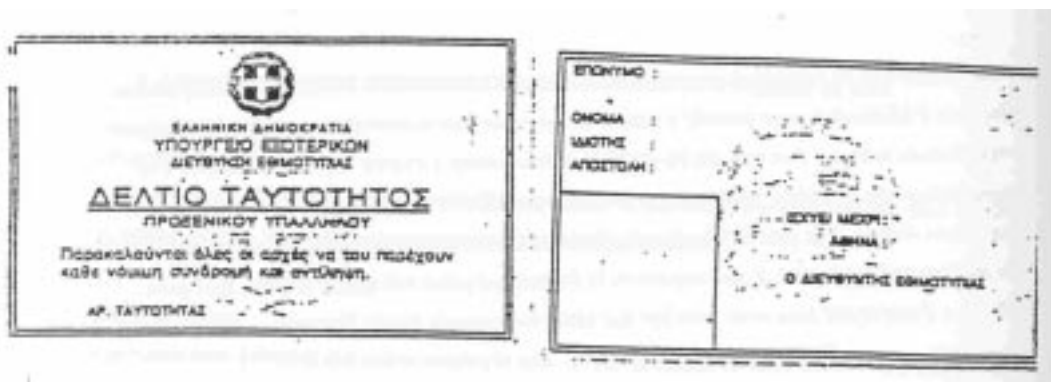 ΕΛΛΗΝΙΚΗ ΔΗΜΟΚΡΑΤΙΑ
ΥΠΟΥΡΓΕΙΟ ΕΞΩΤΕΡΙΚΩΝ
ΔΙΕΥΘΥΝΣΗ ΕΘΙΜΟΤΥΠΙΑΣ
ΔΕΛΤΙΟ ΤΑΥΤΟΤΗΤΟΣ
ΠΡΟΞΕΝΙΚΟΥ ΥΠΑΛΛΗΛΟΥ
Παρακαλούνται όλες οι αρχές να του παρέχουν
κάθε νόμιμη συνδρομή και αντίληψη.
ΑΡ. ΤΑΥΤΟΤΗΤΑΣ
ΕΠΩΝΥΜΟ :
ΟΝΟΜΑ :
ΙΔΙΟΤΗΣ :
ΑΠΟΣΤΟΛΗ :
ΙΣΧΥΕΙ ΜΕΧΡΙ :
ΑΘΗΝΑ :
Ο ΔΙΕΥΘΥΝΤΗΣ ΕΘΙΜΟΤΥΠΙΑΣ